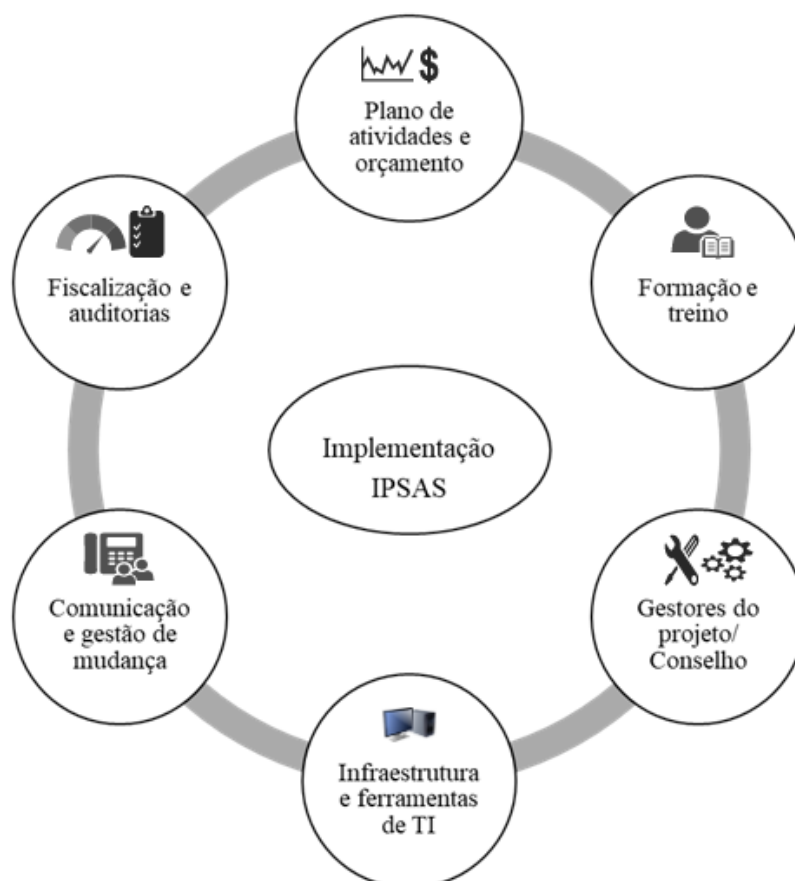 $
Plano de
atividades e
orçamento
Formação e
treino
Gestores do
projeto/
Conselho
Infraestrutura
e ferramentas
de TI
Comunicação
e gestão de
mudança
Fiscalização e
auditorias
Implementação
IPSAS